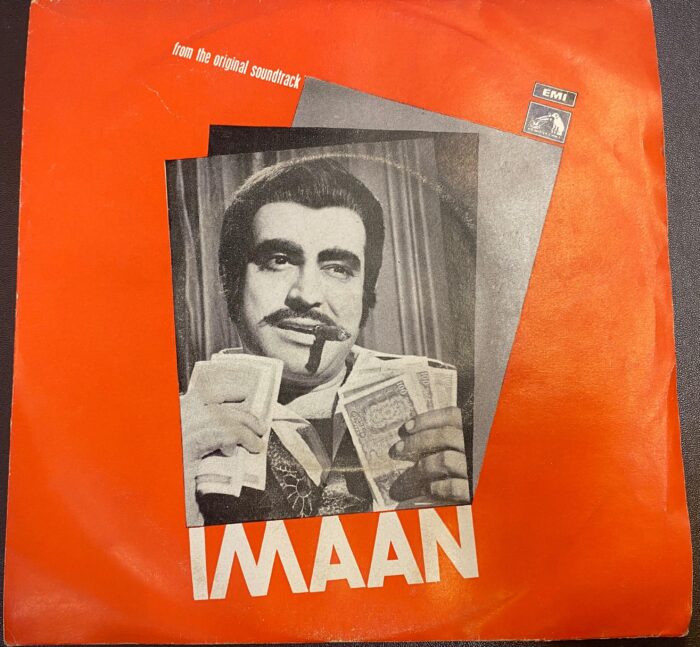 from the original soundtrack
EMI
IMAAN